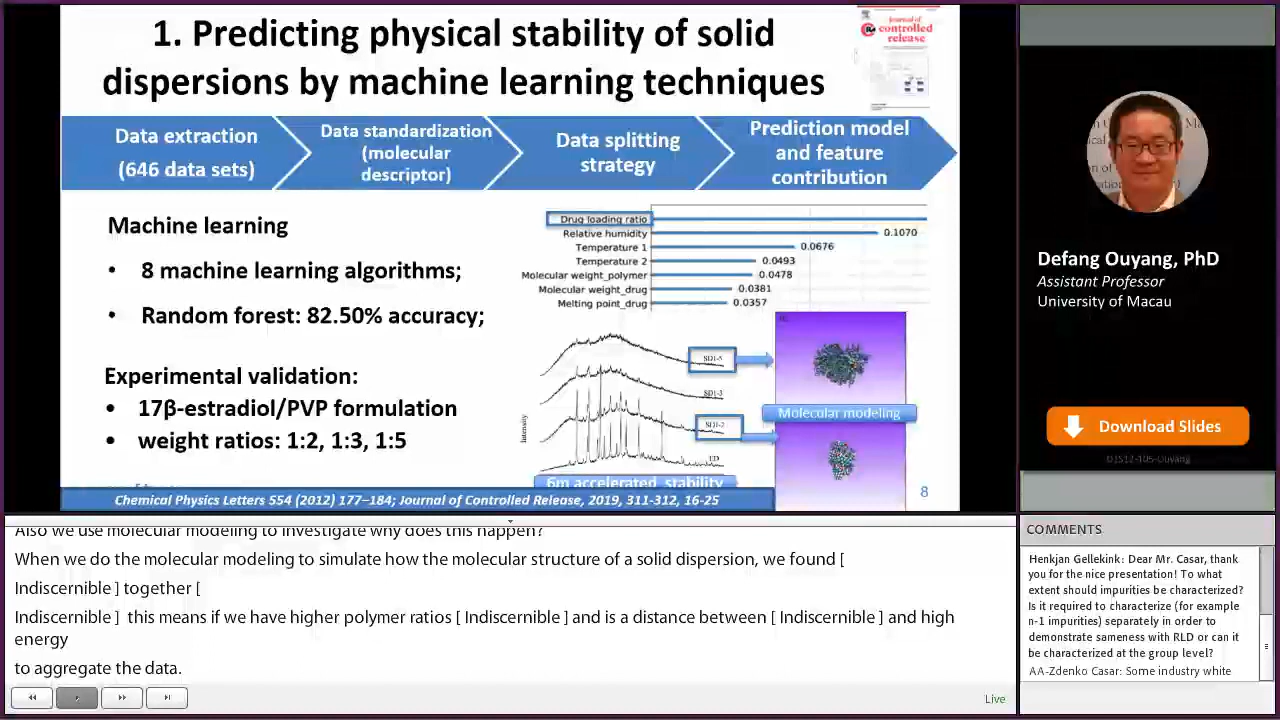 1. Predicting physical stability of solid
dispersions by machine learning techniques
journal of
controlled
release
Data extraction
(646 data sets)
Data standardization
(molecular
descriptor)
Data splitting
strategy
Prediction model
and feature
contribution
Machine learning
• 8 machine learning algorithms;
• Random forest: 82.50% accuracy;
Experimental validation:
• 17β-estradiol/PVP formulation
• weight ratios: 1:2, 1:3, 1:5
Drug loading ratio
Relative humidity 0.1070
Temperature 1 0.0676
Temperature 2 0.0493
Molecular weight_polymer 0.0478
Molecular weight_drug 0.0381
Melting point_drug 0.0357
Intensity
SD1-5
SD1-3
SD1-2
ED
Molecular modeling
6m accelerated stability
Chemical Physics Letters 554 (2012) 177–184; Journal of Controlled Release, 2019, 311-312, 16-25
8
Defang Ouyang, PhD
Assistant Professor
University of Macau
Download Slides
D1S12-105-Ouyang
Also we use molecular modeling to investigate why does this happen?
When we do the molecular modeling to simulate how the molecular structure of a solid dispersion, we found [
Indiscernible ] together [
Indiscernible ] this means if we have higher polymer ratios [ Indiscernible ] and is a distance between [ Indiscernible ] and high
energy
to aggregate the data.
Live
COMMENTS
Henkjan Gellekink: Dear Mr. Casar, thank
you for the nice presentation! To what
extent should impurities be characterized?
Is it required to characterize (for example
n-1 impurities) separately in order to
demonstrate sameness with RLD or can it
be characterized at the group level?
AA-Zdenko Casar: Some industry white